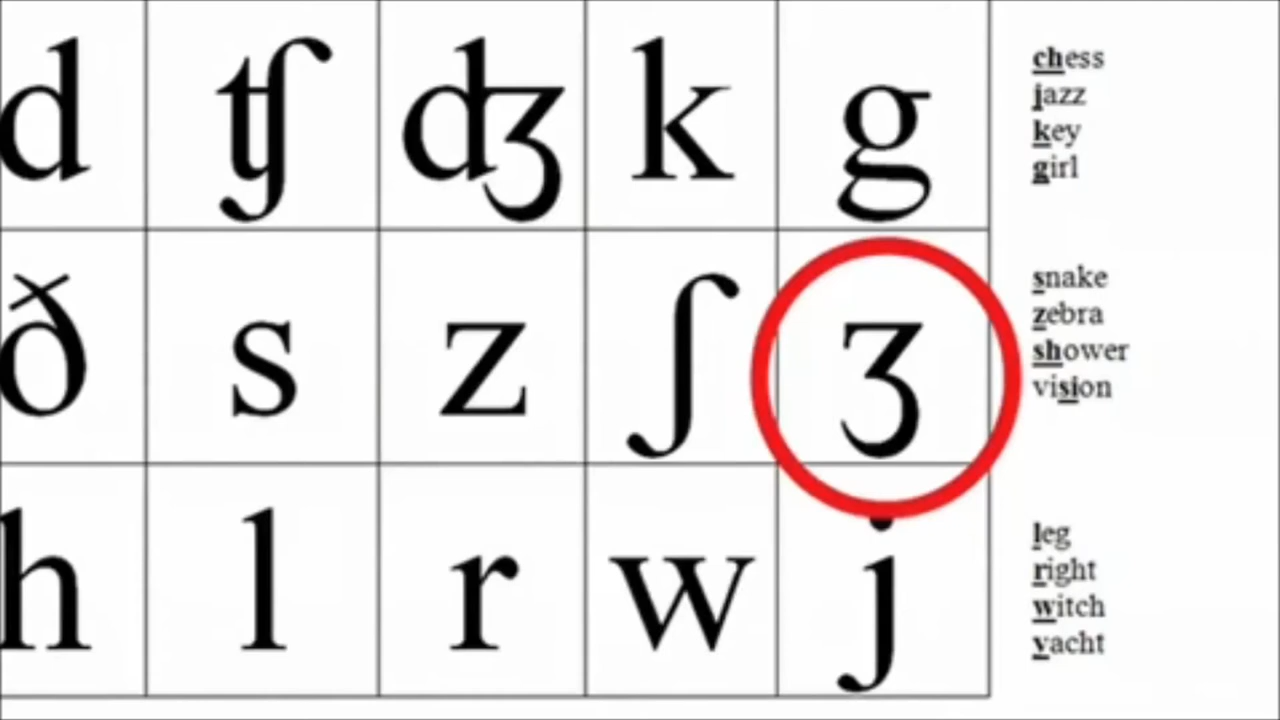 d ʧ ʤ k g
chess
jazz
key
girl
ð s z ʃ ʒ
snake
zebra
shower
vision
h l r w j
leg
right
witch
yacht